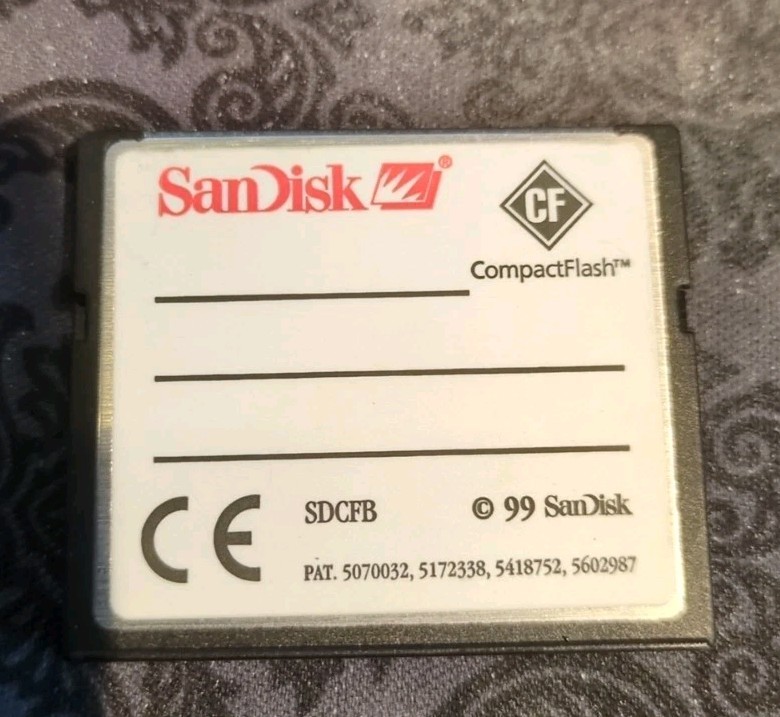 SanDisk®
CF
CompactFlash™
CE
SDCFB
© 99 SanDisk
PAT. 5070032, 5172338, 5418752, 5602987